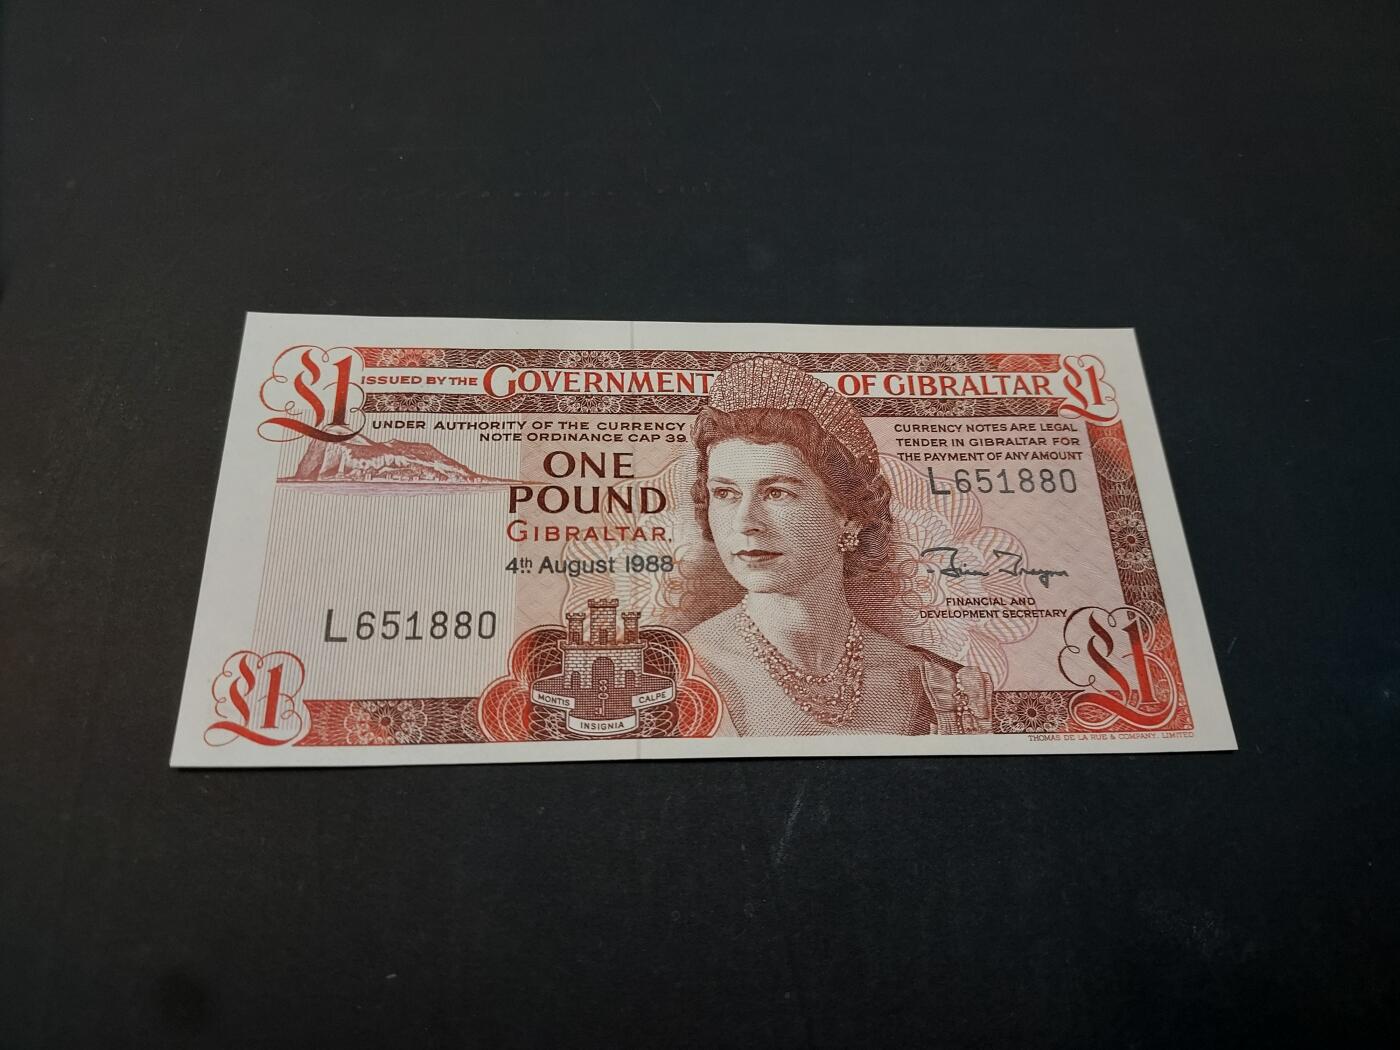 £1
ISSUED BY THE GOVERNMENT OF GIBRALTAR
£1
UNDER AUTHORITY OF THE CURRENCY
NOTE ORDINANCE CAP 39.
CURRENCY NOTES ARE LEGAL
TENDER IN GIBRALTAR FOR
THE PAYMENT OF ANY AMOUNT
L651880
ONE
POUND
GIBRALTAR.
4th August 1988
L651880
FINANCIAL AND
DEVELOPMENT SECRETARY
MONTIS
INSIGNIA
CALPE
£1
£1
THOMAS DE LA RUE & COMPANY, LIMITED